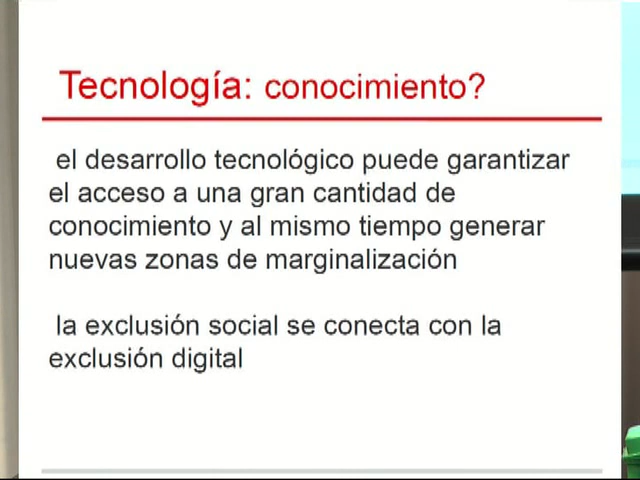 Tecnología: conocimiento?
el desarrollo tecnológico puede garantizar
el acceso a una gran cantidad de
conocimiento y al mismo tiempo generar
nuevas zonas de marginalización
la exclusión social se conecta con la
exclusión digital